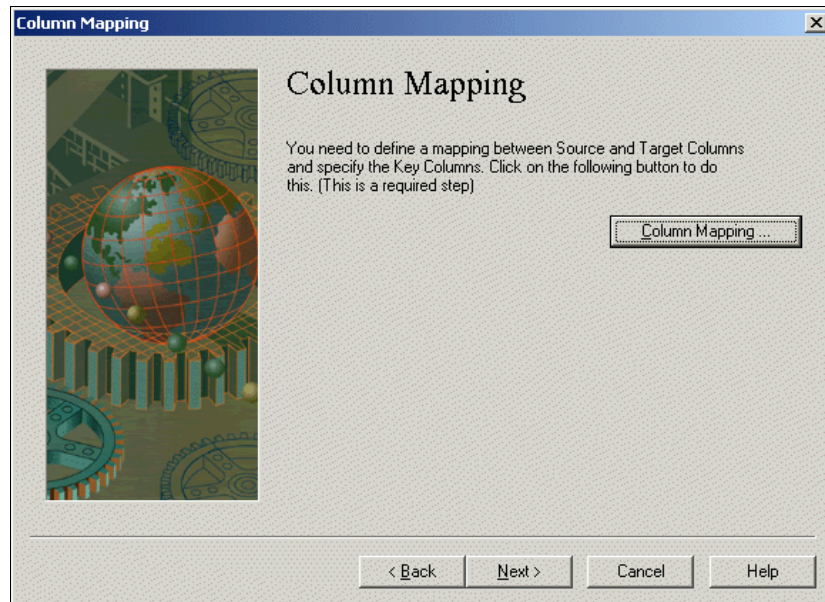 Column Mapping
Column Mapping
You need to define a mapping between Source and Target Columns
and specify the Key Columns. Click on the following button to do
this. (This is a required step)
Column Mapping ...
< Back
Next >
Cancel
Help